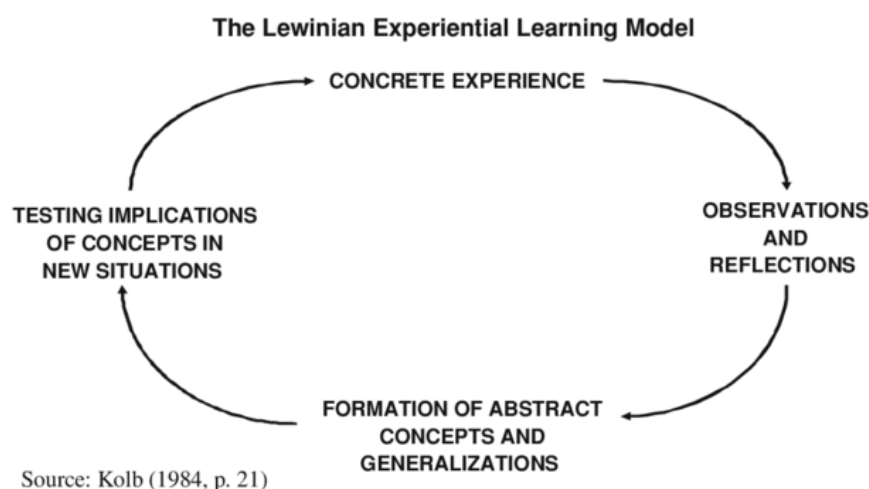 The Lewinian Experiential Learning Model
CONCRETE EXPERIENCE
OBSERVATIONS
AND
REFLECTIONS
FORMATION OF ABSTRACT
CONCEPTS AND
GENERALIZATIONS
TESTING IMPLICATIONS
OF CONCEPTS IN
NEW SITUATIONS
Source: Kolb (1984, p. 21)